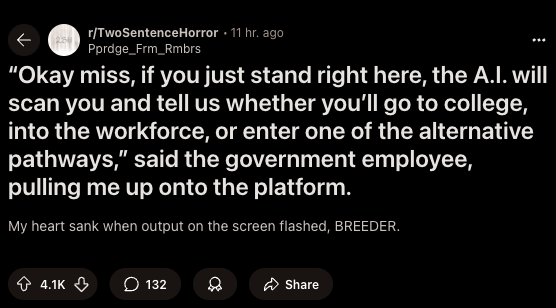 r/TwoSentenceHorror • 11 hr. ago
Pprdge_Frm_Rmbrs
“Okay miss, if you just stand right here, the A.I. will
scan you and tell us whether you’ll go to college,
into the workforce, or enter one of the alternative
pathways,” said the government employee,
pulling me up onto the platform.
My heart sank when output on the screen flashed, BREEDER.
4.1K 132 Share